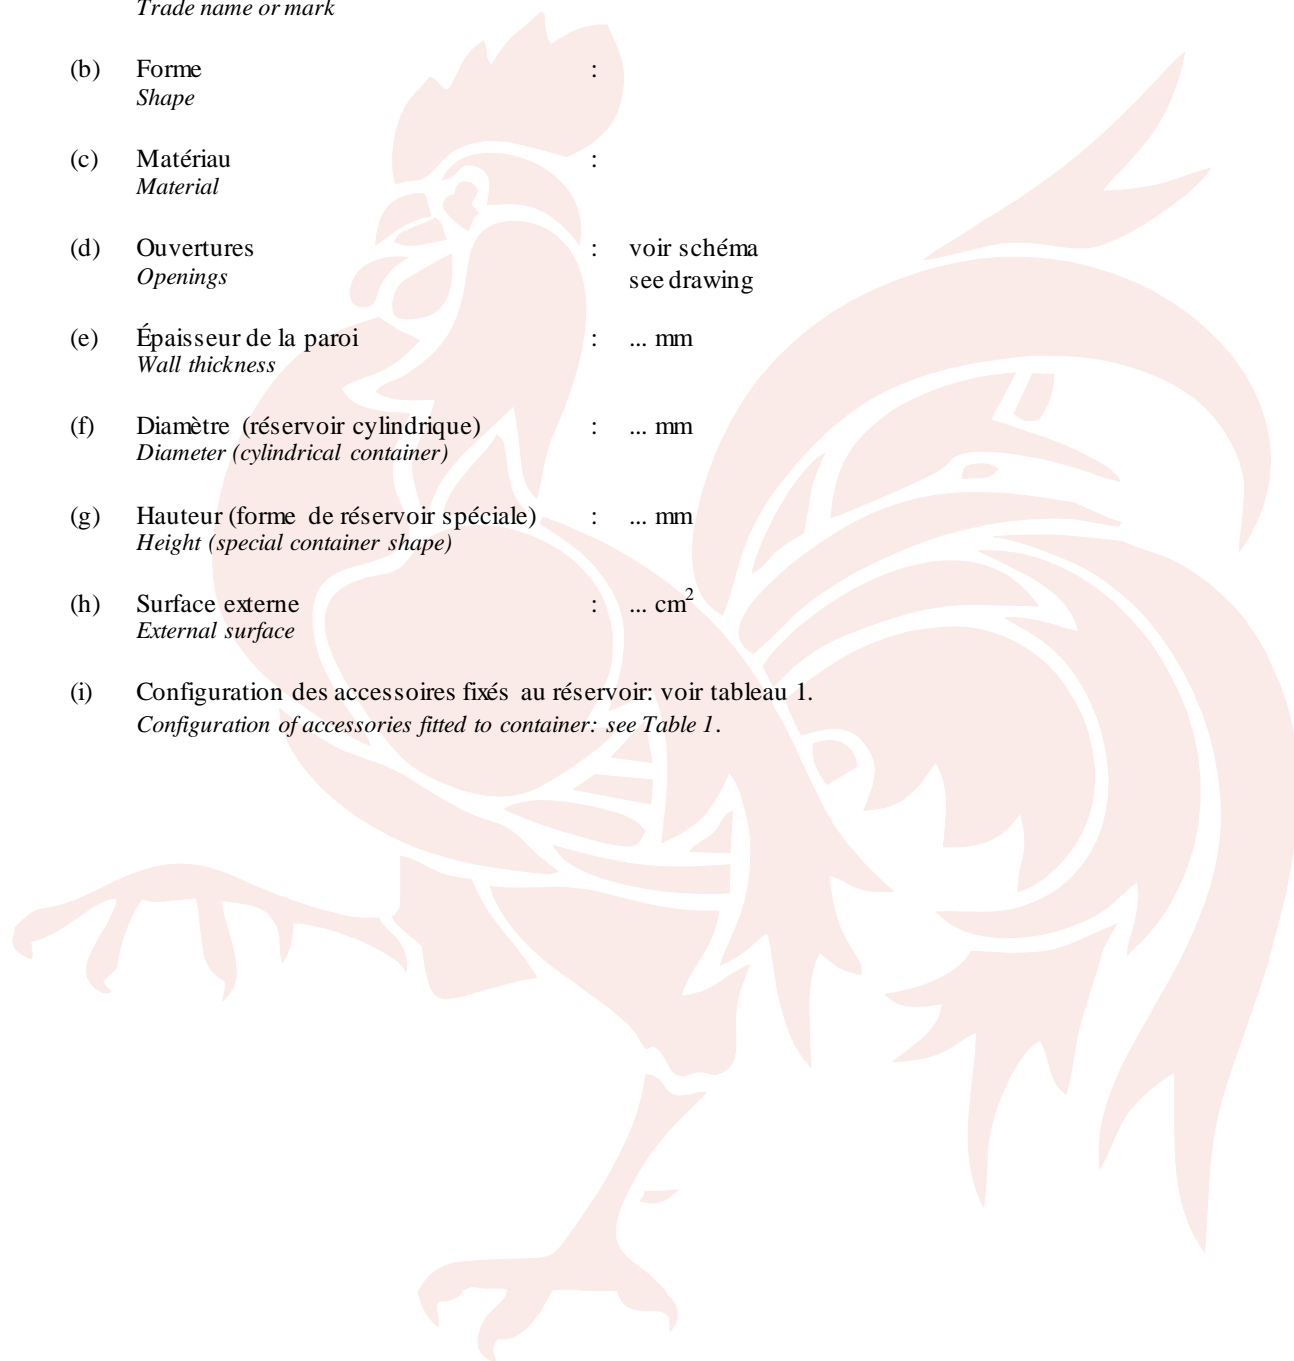 Trade name or mark
(b) Forme :
Shape
(c) Matériau :
Material
(d) Ouvertures : voir schéma
Openings see drawing
(e) Épaisseur de la paroi : ... mm
Wall thickness
(f) Diamètre (réservoir cylindrique) : ... mm
Diameter (cylindrical container)
(g) Hauteur (forme de réservoir spéciale) : ... mm
Height (special container shape)
(h) Surface externe : ... cm²
External surface
(i) Configuration des accessoires fixés au réservoir: voir tableau 1.
Configuration of accessories fitted to container: see Table 1.